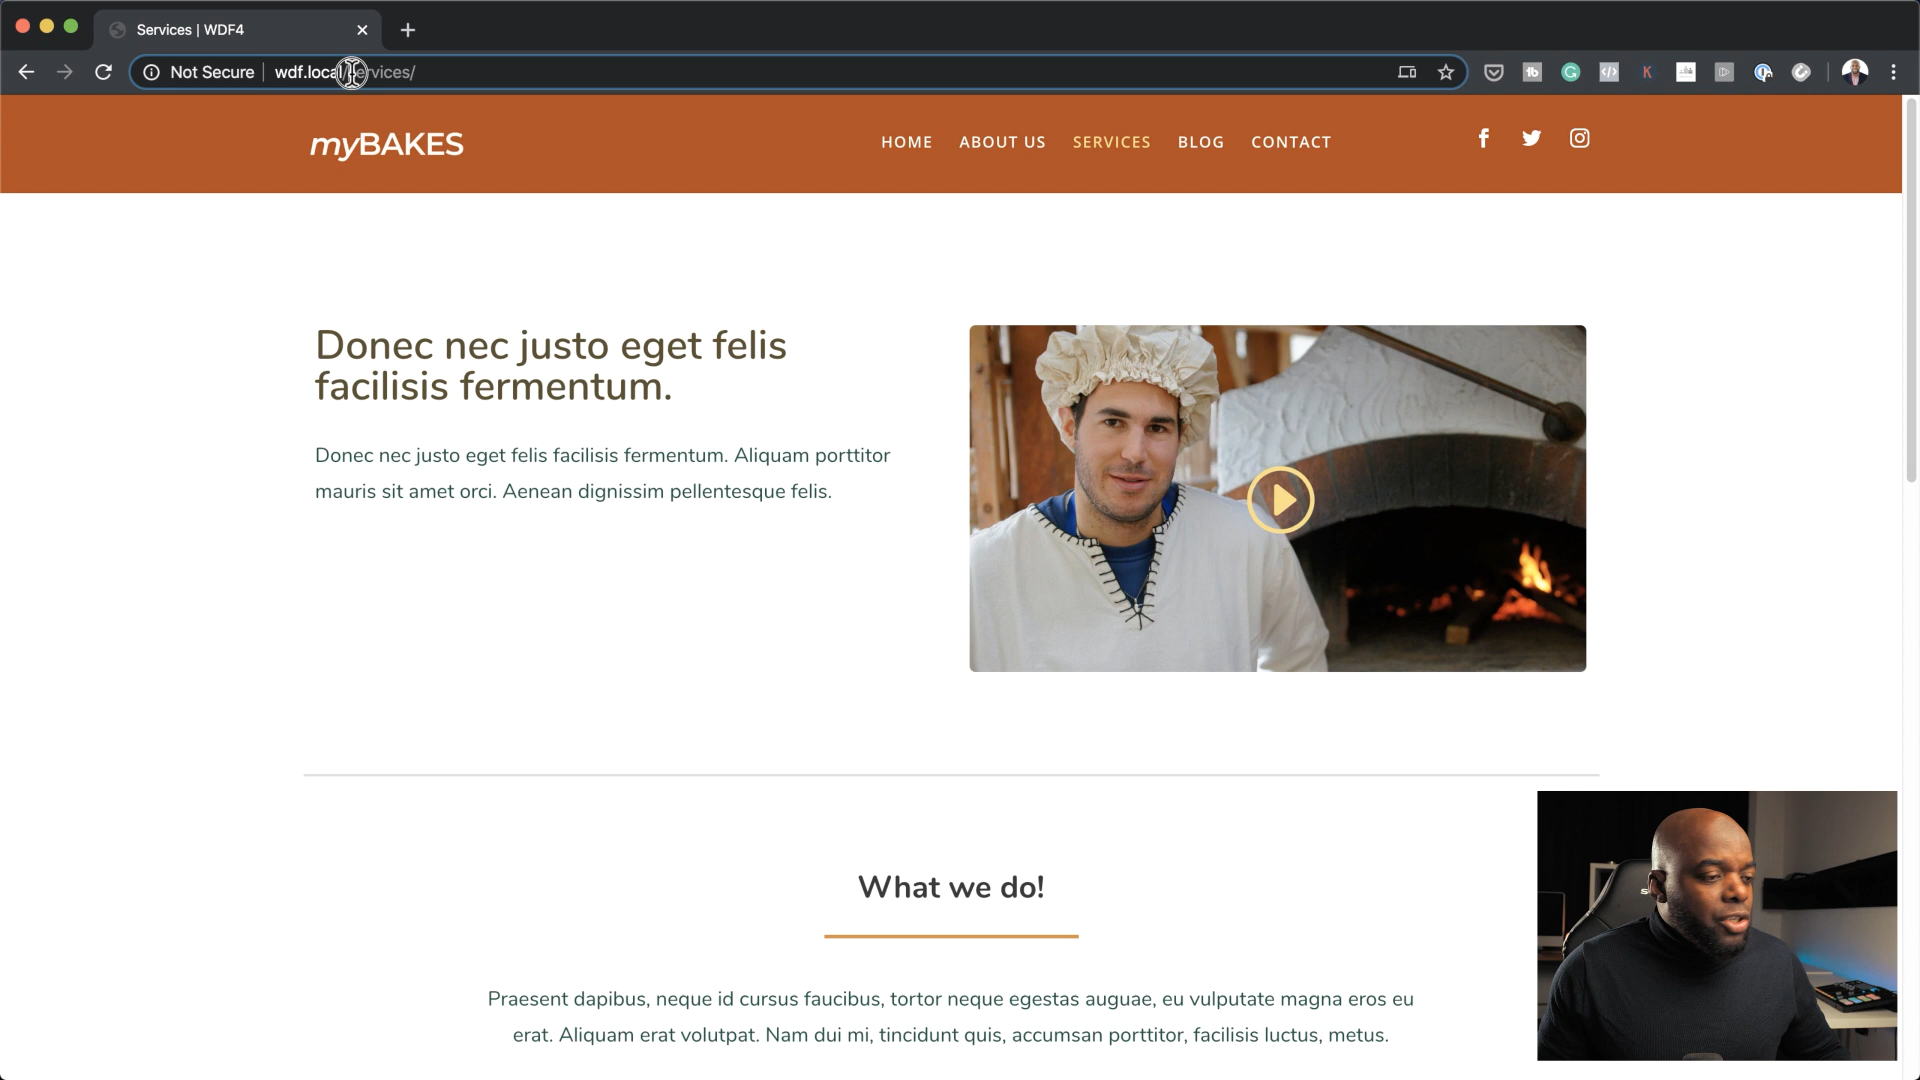 Services | WDF4
Not Secure
wdf.local/services/
myBAKES
HOME
ABOUT US
SERVICES
BLOG
CONTACT
Donec nec justo eget felis
facilisis fermentum.
Donec nec justo eget felis facilisis fermentum. Aliquam porttitor
mauris sit amet orci. Aenean dignissim pellentesque felis.
What we do!
Praesent dapibus, neque id cursus faucibus, tortor neque egestas auguae, eu vulputate magna eros eu
erat. Aliquam erat volutpat. Nam dui mi, tincidunt quis, accumsan porttitor, facilisis luctus, metus.